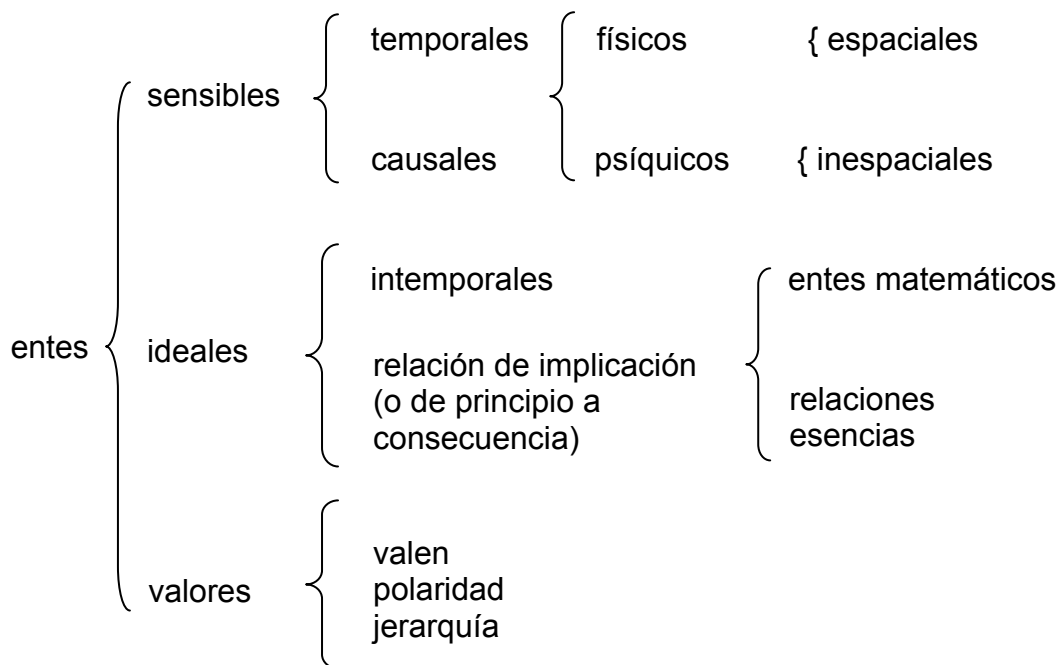 temporales físicos { espaciales
sensibles
causales psíquicos { inespaciales
intemporales entes matemáticos
entes ideales relación de implicación
(o de principio a
consecuencia)
relaciones
esencias
valores
valen
polaridad
jerarquía